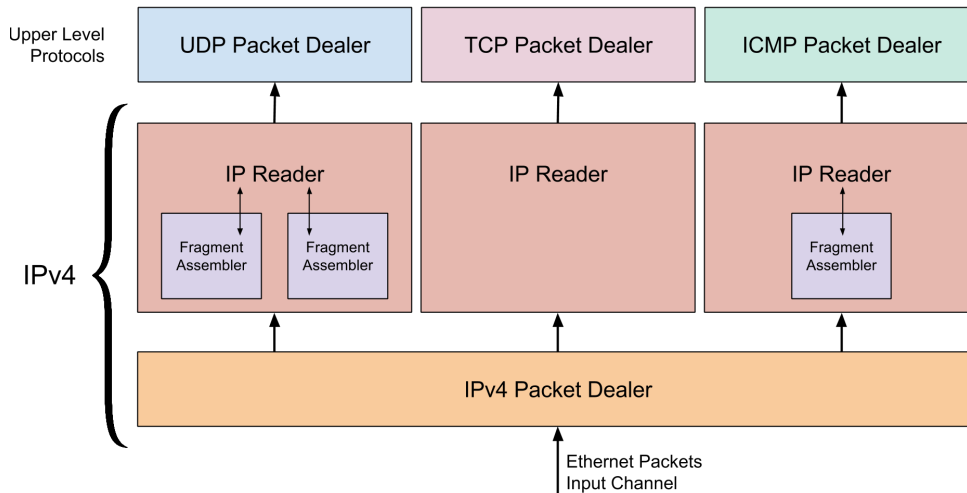 Upper Level
Protocols
UDP Packet Dealer
TCP Packet Dealer
ICMP Packet Dealer
IPv4
IP Reader
Fragment
Assembler
Fragment
Assembler
IP Reader
IP Reader
Fragment
Assembler
IPv4 Packet Dealer
Ethernet Packets
Input Channel